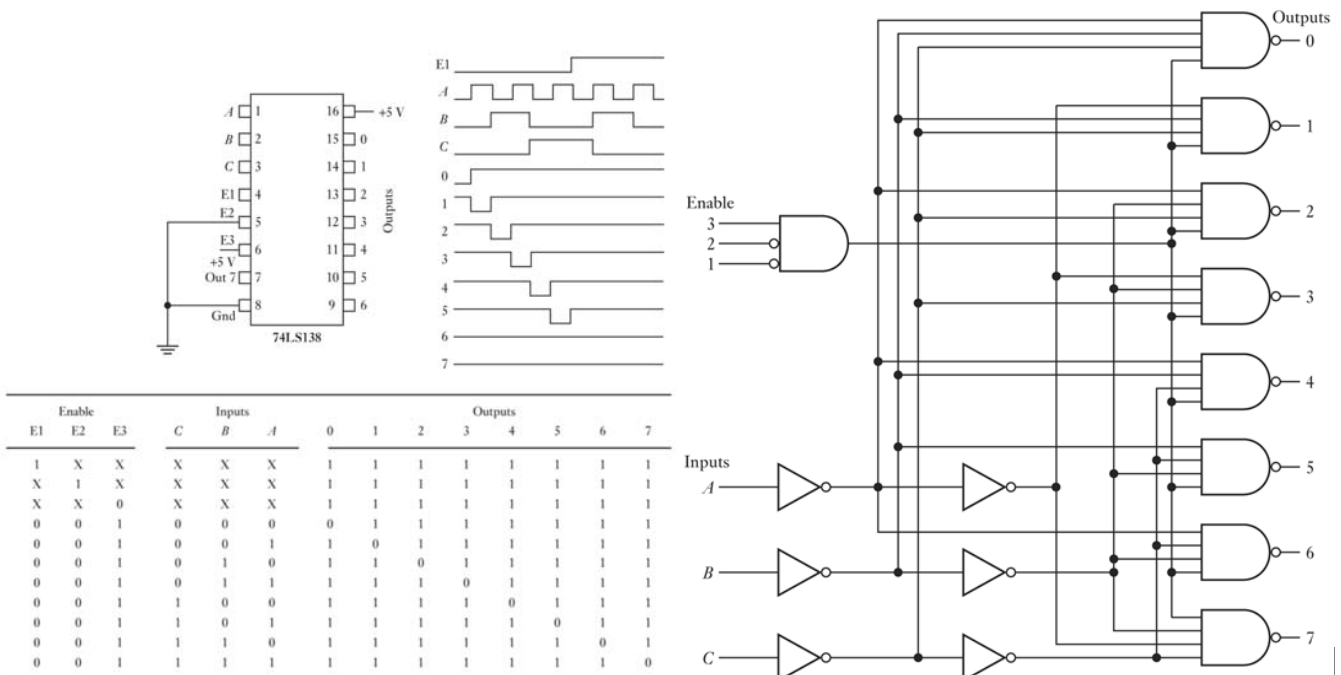 A 1 16 +5 V
B 2 15 0
C 3 14 1
E1 4 13 2
E2 5 12 3
E3 6 11 4
+5 V
Out 7 7 10 5
8 9 6
Gnd
Outputs
74LS138
E1
A
B
C
0
1
2
3
4
5
6
7
Enable Inputs Outputs
E1 E2 E3 C B A 0 1 2 3 4 5 6 7
1 X X X X X 1 1 1 1 1 1 1 1
X 1 X X X X 1 1 1 1 1 1 1 1
X X 0 X X X 1 1 1 1 1 1 1 1
0 0 1 0 0 0 0 1 1 1 1 1 1 1
0 0 1 0 0 1 1 0 1 1 1 1 1 1
0 0 1 0 1 0 1 1 0 1 1 1 1 1
0 0 1 0 1 1 1 1 1 0 1 1 1 1
0 0 1 1 0 0 1 1 1 1 0 1 1 1
0 0 1 1 0 1 1 1 1 1 1 0 1 1
0 0 1 1 1 0 1 1 1 1 1 1 0 1
0 0 1 1 1 1 1 1 1 1 1 1 1 0
Outputs
0
1
2
3
4
5
6
7
Enable
3
2
1
Inputs
A
B
C